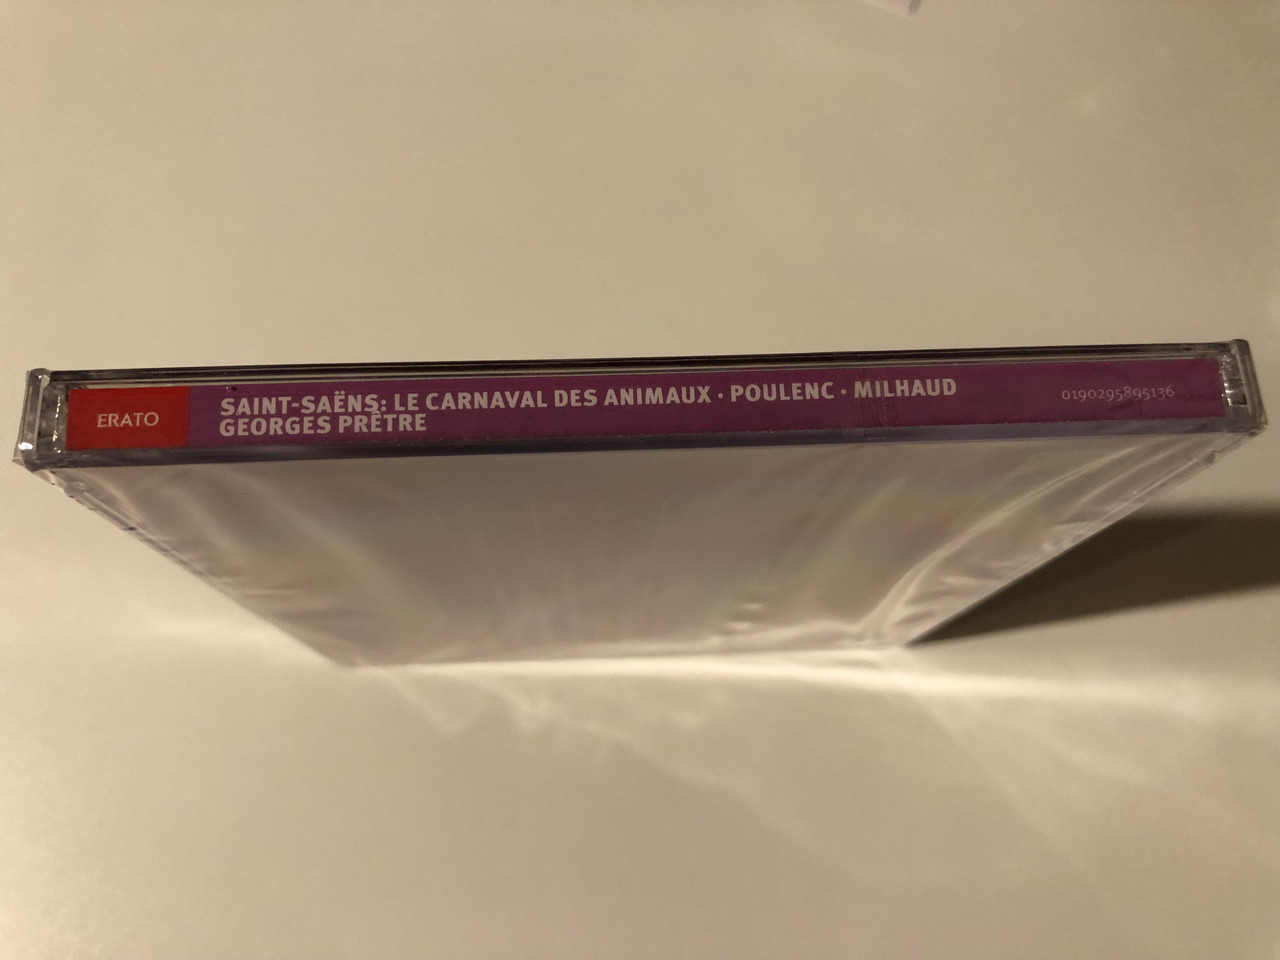 ERATO
SAINT-SAËNS: LE CARNAVAL DES ANIMAUX · POULENC · MILHAUD
GEORGES PRÊTRE
0190295895136